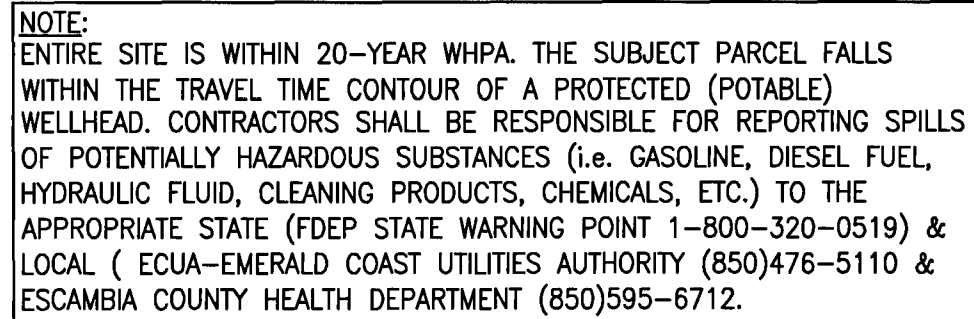 NOTE:
ENTIRE SITE IS WITHIN 20-YEAR WHPA. THE SUBJECT PARCEL FALLS
WITHIN THE TRAVEL TIME CONTOUR OF A PROTECTED (POTABLE)
WELLHEAD. CONTRACTORS SHALL BE RESPONSIBLE FOR REPORTING SPILLS
OF POTENTIALLY HAZARDOUS SUBSTANCES (i.e. GASOLINE, DIESEL FUEL,
HYDRAULIC FLUID, CLEANING PRODUCTS, CHEMICALS, ETC.) TO THE
APPROPRIATE STATE (FDEP STATE WARNING POINT 1-800-320-0519) &
LOCAL ( ECUA-EMERALD COAST UTILITIES AUTHORITY (850)476-5110 &
ESCAMBIA COUNTY HEALTH DEPARTMENT (850)595-6712.